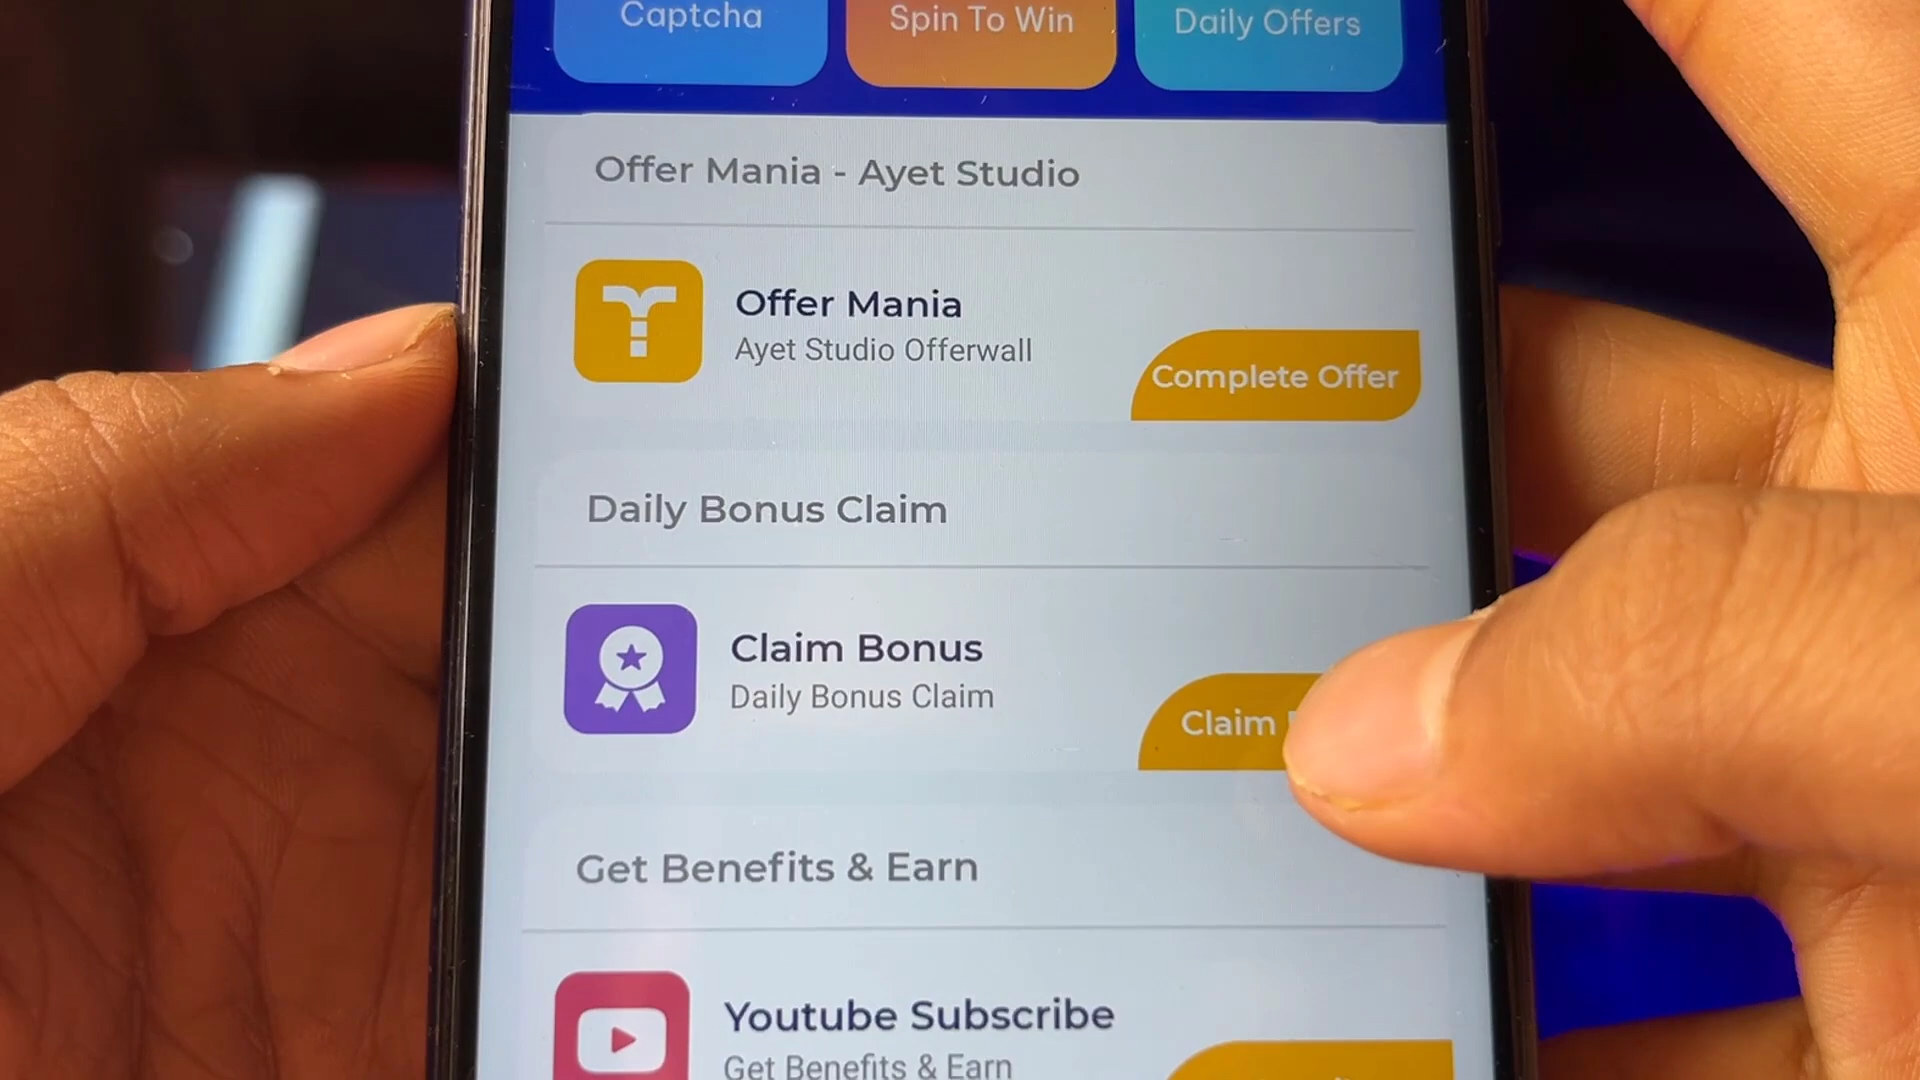 Captcha
Spin To Win
Daily Offers
Offer Mania - Ayet Studio
Offer Mania
Ayet Studio Offerwall
Complete Offer
Daily Bonus Claim
Claim Bonus
Daily Bonus Claim
Claim
Get Benefits & Earn
Youtube Subscribe
Get Benefits & Earn